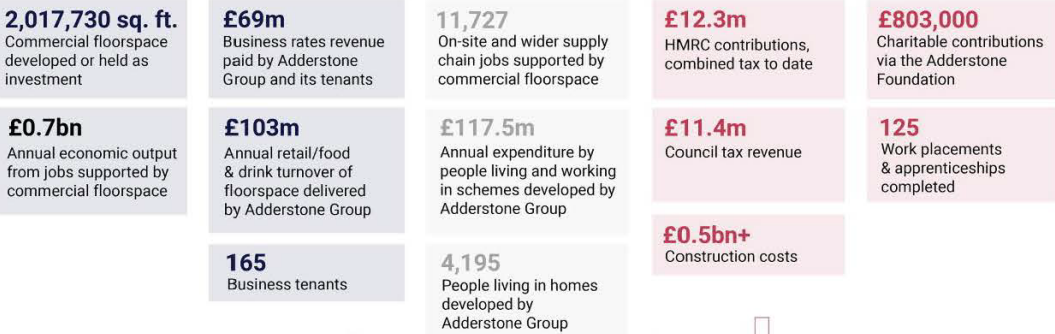 2,017,730 sq. ft.
Commercial floorspace
developed or held as
investment
£0.7bn
Annual economic output
from jobs supported by
commercial floorspace
£69m
Business rates revenue
paid by Adderstone
Group and its tenants
£103m
Annual retail/food
& drink turnover of
floorspace delivered
by Adderstone Group
165
Business tenants
11,727
On-site and wider supply
chain jobs supported by
commercial floorspace
£117.5m
Annual expenditure by
people living and working
in schemes developed by
Adderstone Group
4,195
People living in homes
developed by
Adderstone Group
£12.3m
HMRC contributions,
combined tax to date
£11.4m
Council tax revenue
£0.5bn+
Construction costs
£803,000
Charitable contributions
via the Adderstone
Foundation
125
Work placements
& apprenticeships
completed